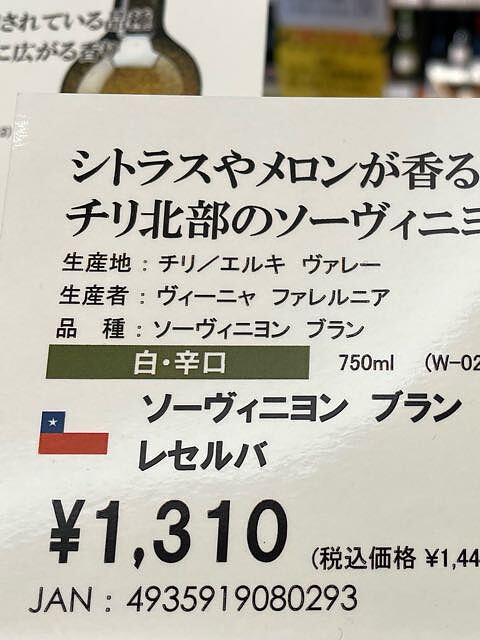 されている品種
に広がる香り
シトラスやメロンが香る
チリ北部のソーヴィニヨ
生産地：チリ／エルキ ヴァレー
生産者：ヴィーニャ ファレルニア
品　種：ソーヴィニヨン ブラン
白・辛口 750ml (W-02
ソーヴィニヨン ブラン
レセルバ
¥1,310 (税込価格 ¥1,44
JAN：4935919080293